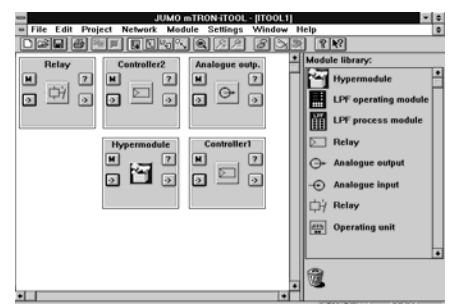 JUMO mTRON-iTOOL - [ITOOL1]
File Edit Project Network Module Settings Window Help
Relay Controller2 Analogue outp.
M ? M ? M ?
Hypermodule Controller1
M ? M ?
Module library:
Hypermodule
LPF operating module
LPF process module
Relay
Analogue output
Analogue input
Relay
Operating unit